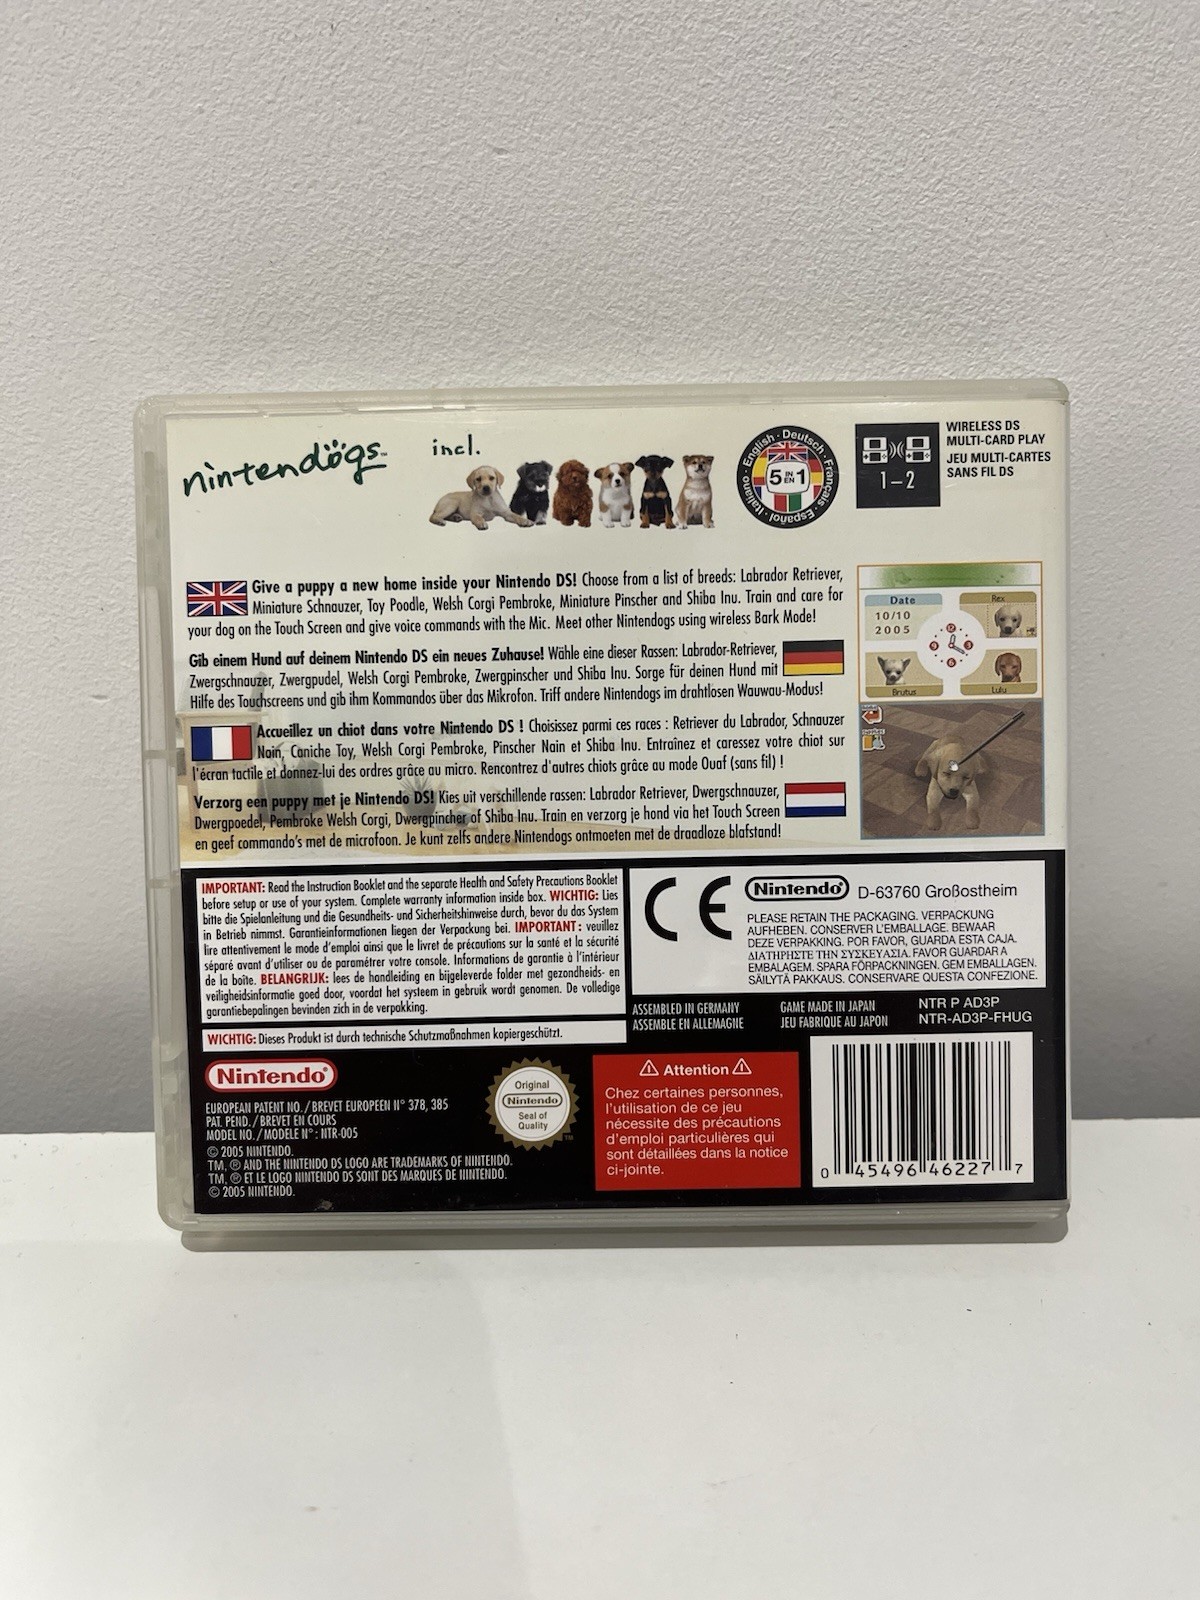 nintendogs™
incl.
English · Deutsch · Français · Español · Italiano ·
5 IN EN 1
1–2
WIRELESS DS
MULTI-CARD PLAY
JEU MULTI-CARTES
SANS FIL DS
Give a puppy a new home inside your Nintendo DS! Choose from a list of breeds: Labrador Retriever,
Miniature Schnauzer, Toy Poodle, Welsh Corgi Pembroke, Miniature Pinscher and Shiba Inu. Train and care for
your dog on the Touch Screen and give voice commands with the Mic. Meet other Nintendogs using wireless Bark Mode!
Gib einem Hund auf deinem Nintendo DS ein neues Zuhause! Wähle eine dieser Rassen: Labrador-Retriever,
Zwergschnauzer, Zwergpudel, Welsh Corgi Pembroke, Zwergpinscher und Shiba Inu. Sorge für deinen Hund mit
Hilfe des Touchscreens und gib ihm Kommandos über das Mikrofon. Triff andere Nintendogs im drahtlosen Wauwau-Modus!
Accueillez un chiot dans votre Nintendo DS ! Choisissez parmi ces races : Retriever du Labrador, Schnauzer
Nain, Caniche Toy, Welsh Corgi Pembroke, Pinscher Nain et Shiba Inu. Entraînez et caressez votre chiot sur
l'écran tactile et donnez-lui des ordres grâce au micro. Rencontrez d'autres chiots grâce au mode Ouaf (sans fil) !
Verzorg een puppy met je Nintendo DS! Kies uit verschillende rassen: Labrador Retriever, Dwergschnauzer,
Dwergpoedel, Pembroke Welsh Corgi, Dwergpincher of Shiba Inu. Train en verzorg je hond via het Touch Screen
en geef commando's met de microfoon. Je kunt zelfs andere Nintendogs ontmoeten met de draadloze blafstand!
Date
10/10
2005
Rex
12
3
6
9
Brutus
Lulu
IMPORTANT: Read the Instruction Booklet and the separate Health and Safety Precautions Booklet
before setup or use of your system. Complete warranty information inside box. WICHTIG: Lies
bitte die Spielanleitung und die Gesundheits- und Sicherheitshinweise durch, bevor du das System
in Betrieb nimmst. Garantieinformationen liegen der Verpackung bei. IMPORTANT: veuillez
lire attentivement le mode d'emploi ainsi que le livret de précautions sur la santé et la sécurité
séparé avant d'utiliser ou de paramétrer votre console. Informations de garantie à l'intérieur
de la boîte. BELANGRIJK: lees de handleiding en bijgeleverde folder met gezondheids- en
veiligheidsinformatie goed door, voordat het systeem in gebruik wordt genomen. De volledige
garantiebepalingen bevinden zich in de verpakking.
WICHTIG: Dieses Produkt ist durch technische Schutzmaßnahmen kopiergeschützt.
CE
Nintendo®
D-63760 Großostheim
PLEASE RETAIN THE PACKAGING. VERPACKUNG
AUFHEBEN. CONSERVER L'EMBALLAGE. BEWAAR
DEZE VERPAKKING. POR FAVOR, GUARDA ESTA CAJA.
ΔΙΑΤΗΡΗΣΤΕ ΤΗΝ ΣΥΣΚΕΥΑΣΙΑ. FAVOR GUARDAR A
EMBALAGEM. SPARA FÖRPACKNINGEN. GEM EMBALLAGEN.
SÄILYTÄ PAKKAUS. CONSERVARE QUESTA CONFEZIONE.
ASSEMBLED IN GERMANY
ASSEMBLE EN ALLEMAGNE
GAME MADE IN JAPAN
JEU FABRIQUE AU JAPON
NTR P AD3P
NTR-AD3P-FHUG
Nintendo®
EUROPEAN PATENT NO./BREVET EUROPEEN N° 378, 385
PAT. PEND./BREVET EN COURS
MODEL NO./MODELE N°: NTR-005
© 2005 NINTENDO.
TM, ® AND THE NINTENDO DS LOGO ARE TRADEMARKS OF NINTENDO.
TM, ® ET LE LOGO NINTENDO DS SONT DES MARQUES DE NINTENDO.
© 2005 NINTENDO.
Original
Nintendo
Seal of
Quality
TM
⚠ Attention ⚠
Chez certaines personnes,
l'utilisation de ce jeu
nécessite des précautions
d'emploi particulières qui
sont détaillées dans la notice
ci-jointe.
0 45496 46227 7